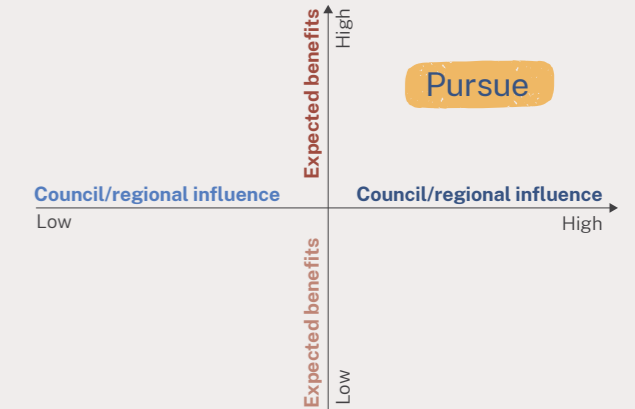 Expected benefits
High
Pursue
Council/regional influence
Low
Council/regional influence
High
Expected benefits
Low